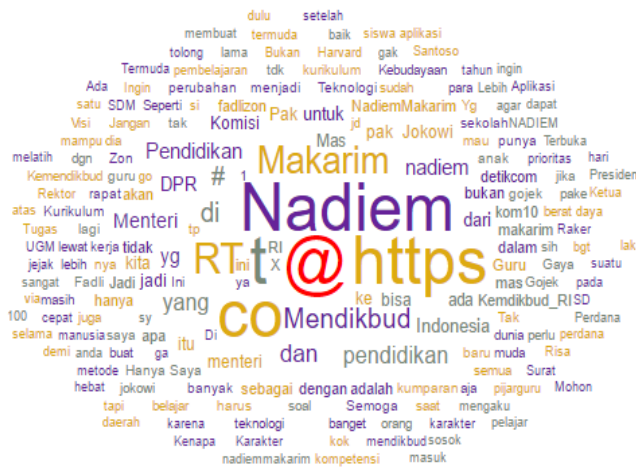 dulu setelah
membuat termuda baik siswa aplikasi
tolong lama Bukan Harvard gak Santoso
Termuda pembelajaran tdk kurikulum Kebudayaan tahun ingin
Ada Ingin perubahan menjadi Teknologi sudah para Lebih Aplikasi
satu SDM Seperti si fadlizon Pak untuk NadiemMakarim Yg agar dapat
Visi Jangan tak Komisi Mas jd sekolah NADIEM
mampu dia Pendidikan Makarim pak Jokowi mau punya Terbuka
melatih dgn Zon DPR # 1 nadiem anak prioritas hari
Kemendikbud guru go detikcom jika Presiden
Rektor rapat akan Nadiem bukan gojek pake Ketua
atas Kurikulum Menteri di dari kom10 berat daya
Tugas lagi tp makarim Raker
UGM lewat kerja tidak yg RT t @ https RI X ini dalam sih bgt lak
jejak lebih nya kita Guru Gaya suatu
sangat Fadli Jadi jadi Ini ya mas Gojek pada
via masih hanya yang co ke bisa ada Kemdikbud_RI SD
100 cepat juga sy Mendikbud Indonesia Tak Perdana
selama manusia saya apa itu Di dunia perlu perdana
demi anda buat ga menteri dan pendidikan baru muda Risa
metode Hanya Saya semua Surat
hebat jokowi banyak sebagai dengan adalah kumparan aja pijarguru Mohon
tapi belajar harus soal Semoga saat mengaku
daerah karena teknologi banget orang karakter pelajar
Kenapa Karakter kok mendikbud sosok
nadiemmakarim kompetensi masuk